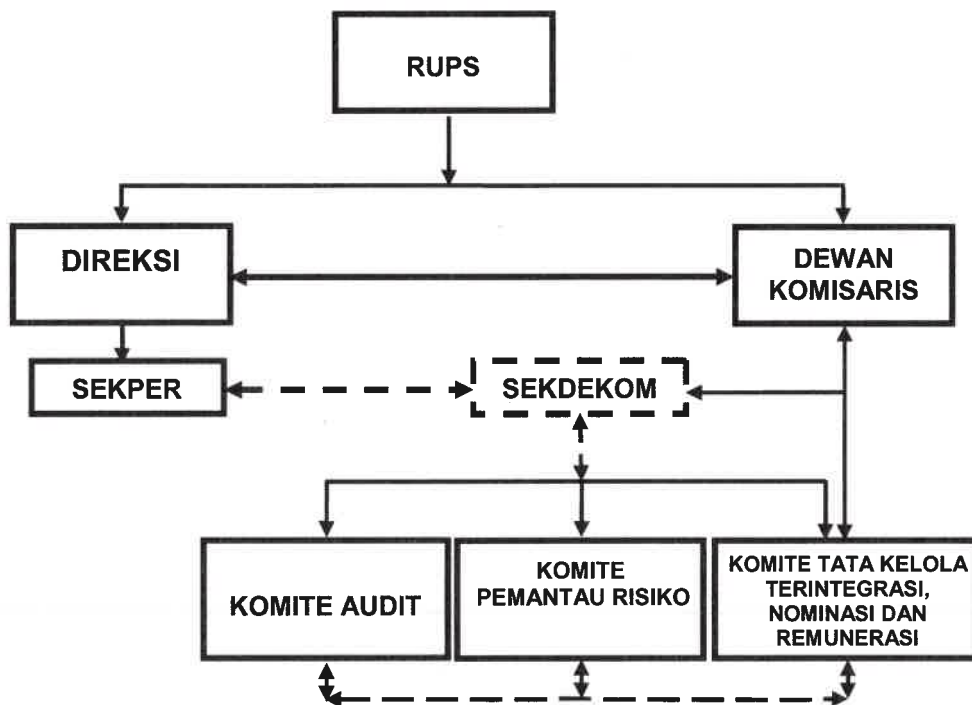 RUPS
DIREKSI
DEWAN
KOMISARIS
SEKPER
SEKDEKOM
KOMITE AUDIT
KOMITE
PEMANTAU RISIKO
KOMITE TATA KELOLA
TERINTEGRASI,
NOMINASI DAN
REMUNERASI